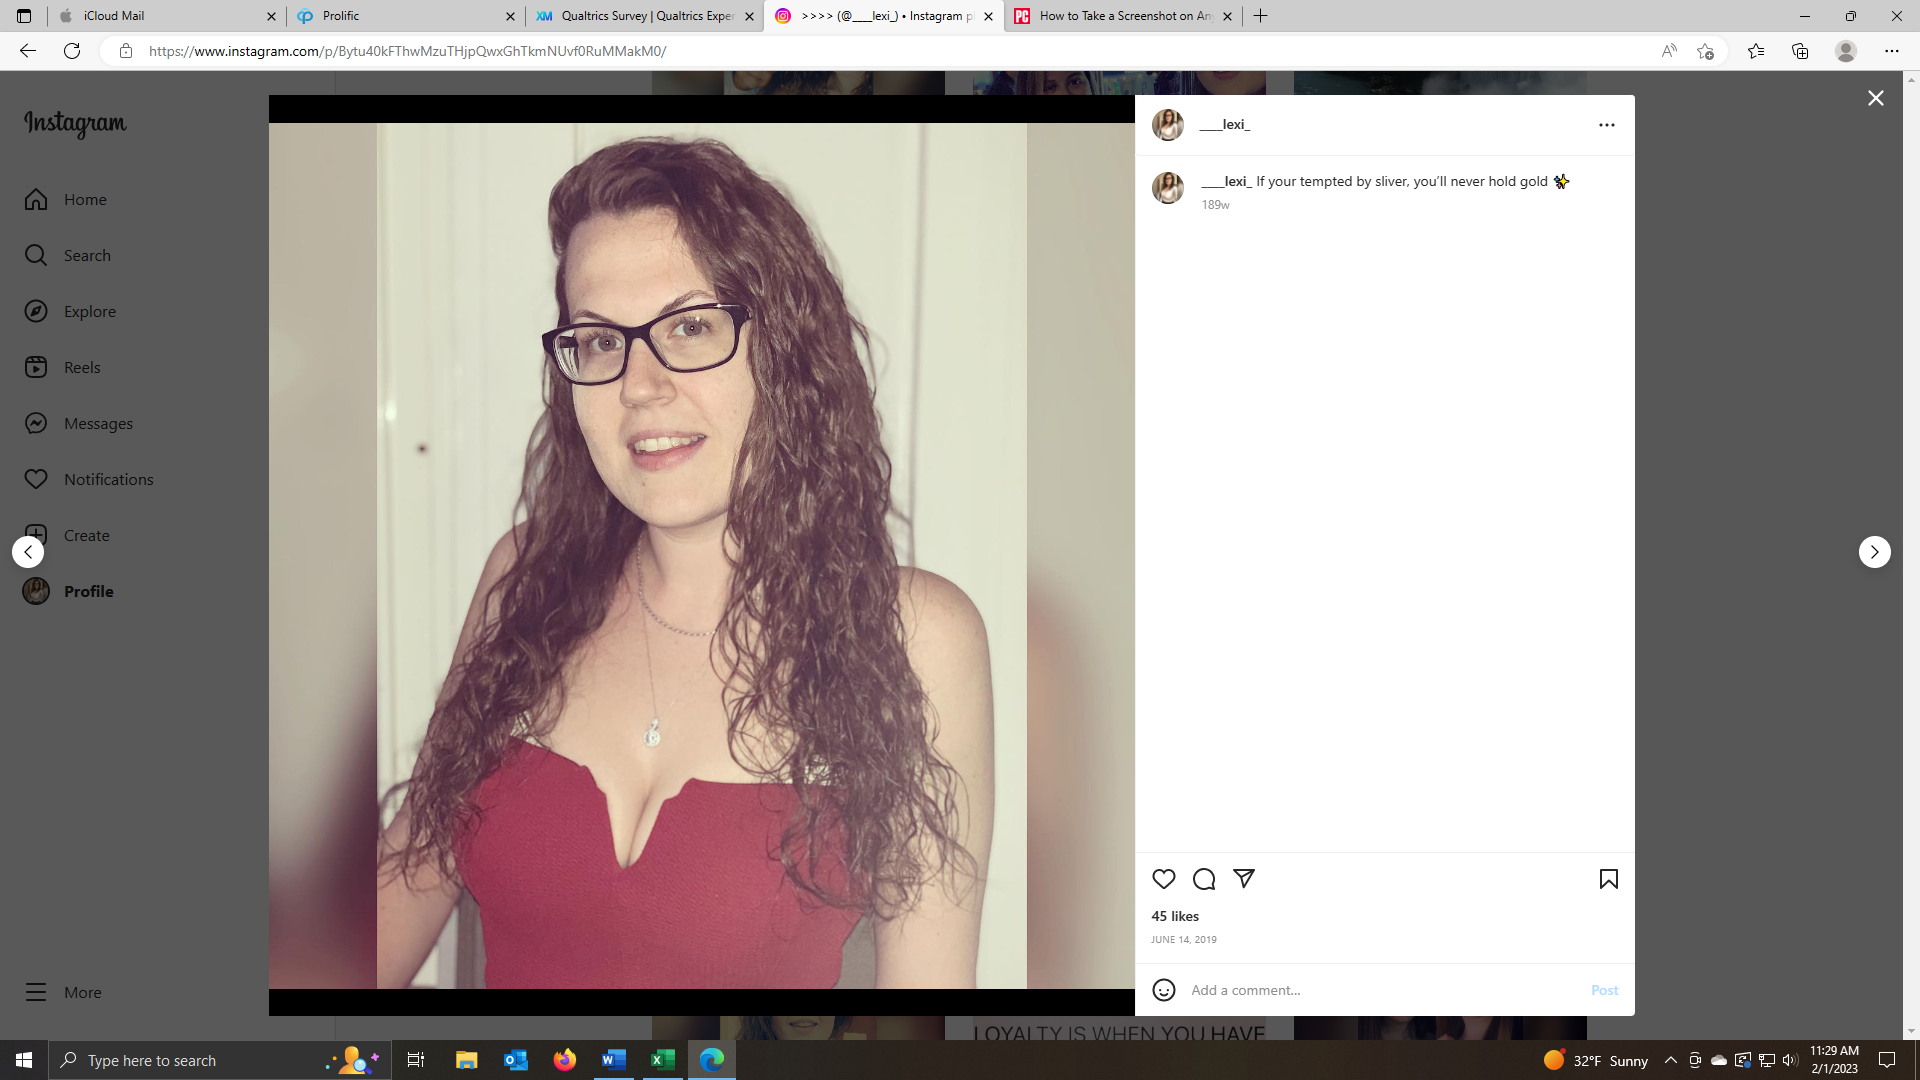 iCloud Mail
Prolific
Qualtrics Survey | Qualtrics Exper
>>>> (@____lexi_) • Instagram p
How to Take a Screenshot on An
https://www.instagram.com/p/Bytu40kFThwMzuTHjpQwxGhTkmNUvf0RuMMakM0/
Instagram
Home
Search
Explore
Reels
Messages
Notifications
Create
Profile
More
____lexi_
____lexi_ If your tempted by sliver, you’ll never hold gold ✨
189w
45 likes
JUNE 14, 2019
Add a comment...
Post
LOYALTY IS WHEN YOU HAVE
Type here to search
32°F Sunny
11:29 AM
2/1/2023